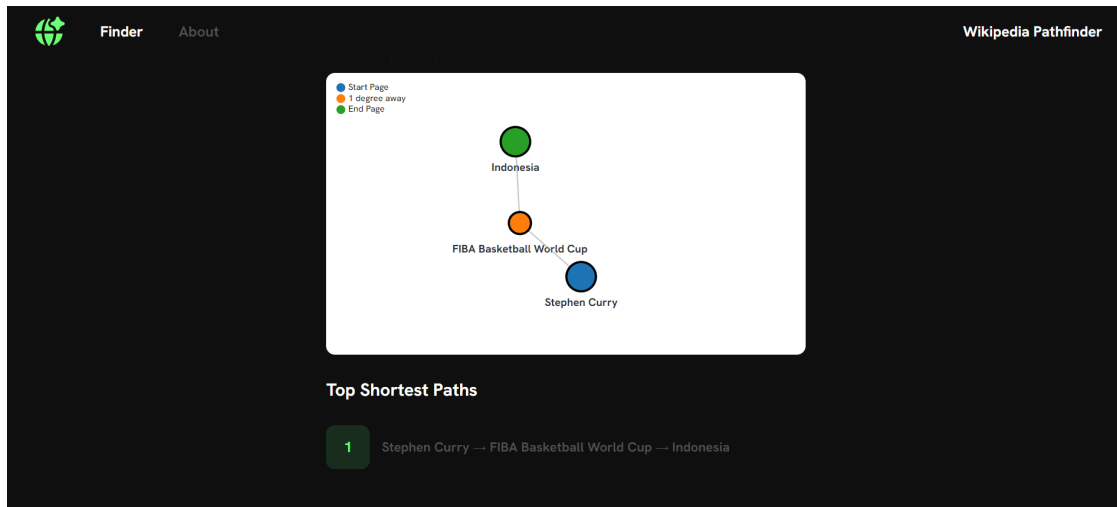 Finder About Wikipedia Pathfinder
Start Page
1 degree away
End Page
Indonesia
FIBA Basketball World Cup
Stephen Curry
Top Shortest Paths
1 Stephen Curry → FIBA Basketball World Cup → Indonesia